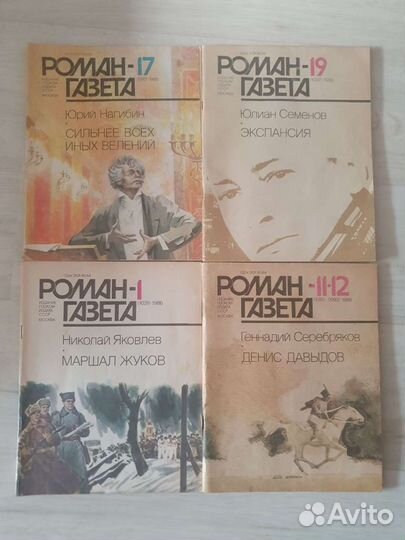 РОМАН-17
ГАЗЕТА
Юрий Нагибин
СИЛЬНЕЕ ВСЕХ
ИНЫХ ВЕЛЕНИЙ
РОМАН-19
ГАЗЕТА
Юлиан Семенов
ЭКСПАНСИЯ
РОМАН-1
ГАЗЕТА
Николай Яковлев
МАРШАЛ ЖУКОВ
РОМАН-11-12
ГАЗЕТА
Геннадий Серебряков
ДЕНИС ДАВЫДОВ
Avito